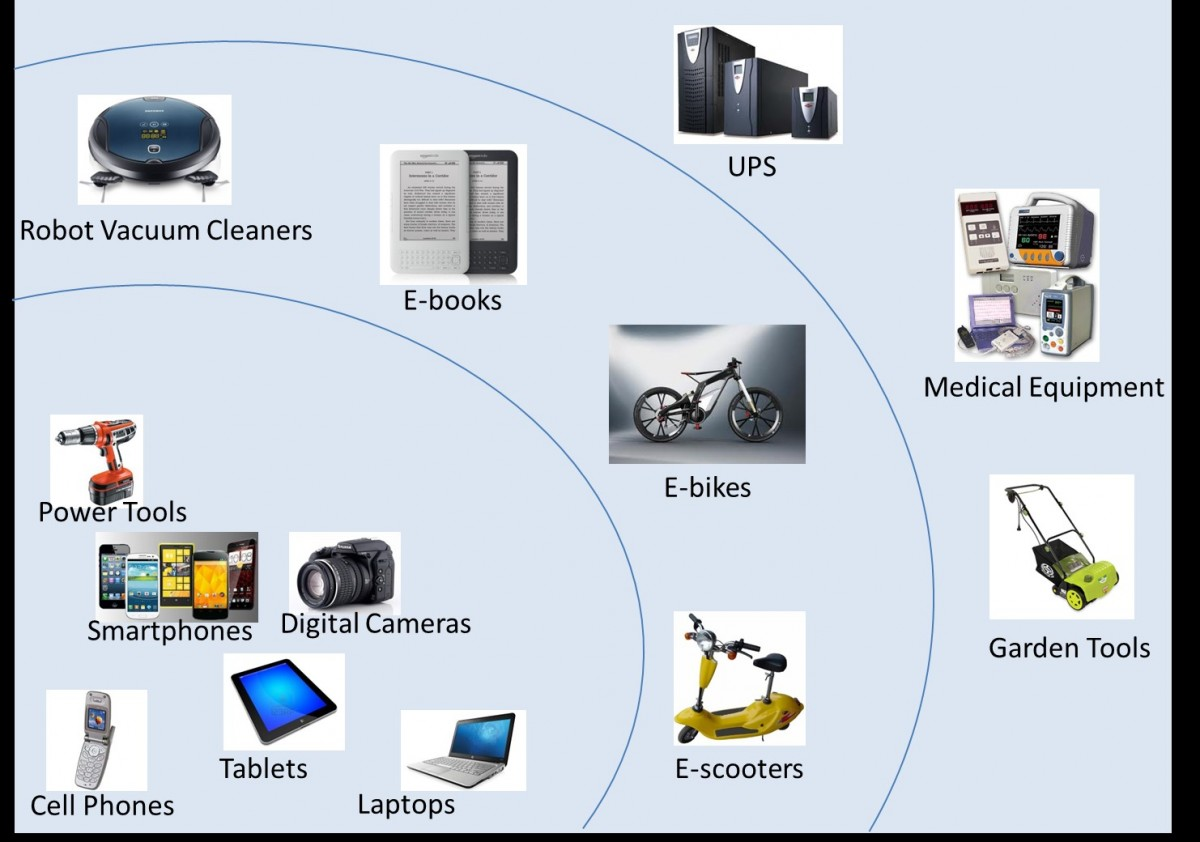 UPS
Robot Vacuum Cleaners
E-books
Medical Equipment
E-bikes
Power Tools
Smartphones
Digital Cameras
Garden Tools
Tablets
E-scooters
Cell Phones
Laptops